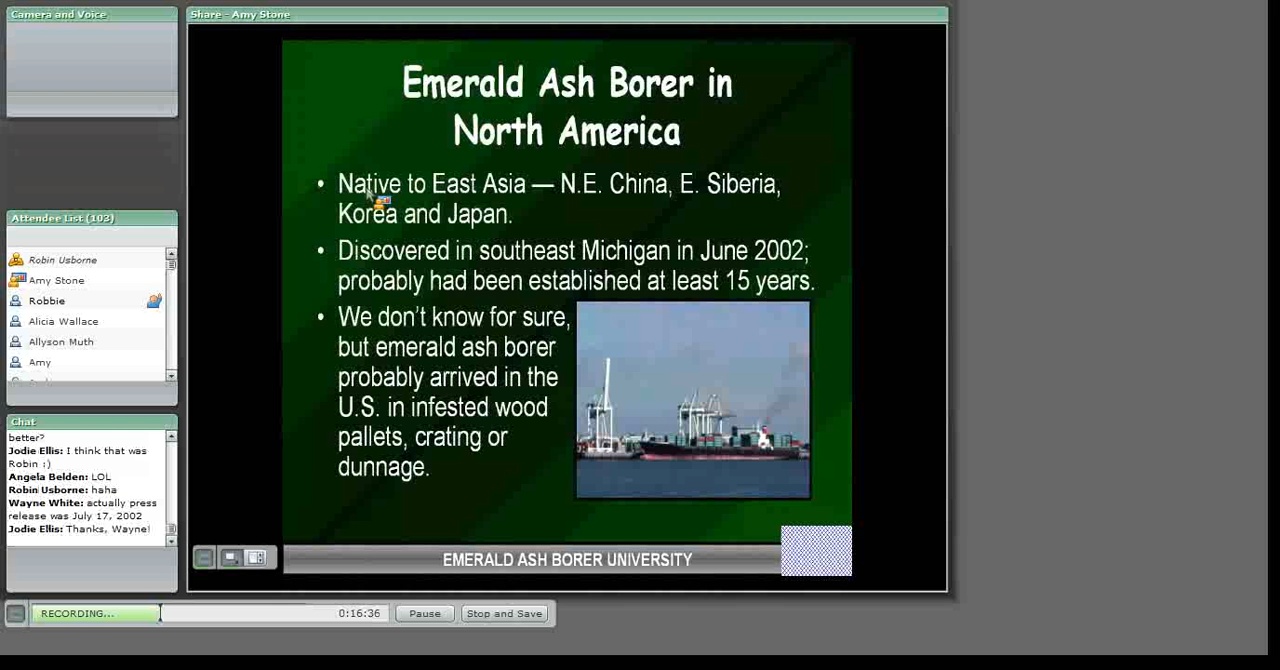 Camera and Voice
Share - Amy Stone
Emerald Ash Borer in
North America
• Native to East Asia — N.E. China, E. Siberia,
Korea and Japan.
• Discovered in southeast Michigan in June 2002;
probably had been established at least 15 years.
• We don't know for sure,
but emerald ash borer
probably arrived in the
U.S. in infested wood
pallets, crating or
dunnage.
EMERALD ASH BORER UNIVERSITY
Attendee List (103)
Robin Usborne
Amy Stone
Robbie
Alicia Wallace
Allyson Muth
Amy
Chat
better?
Jodie Ellis: I think that was
Robin :)
Angela Belden: LOL
Robin Usborne: haha
Wayne White: actually press
release was July 17, 2002
Jodie Ellis: Thanks, Wayne!
RECORDING...
0:16:36
Pause
Stop and Save